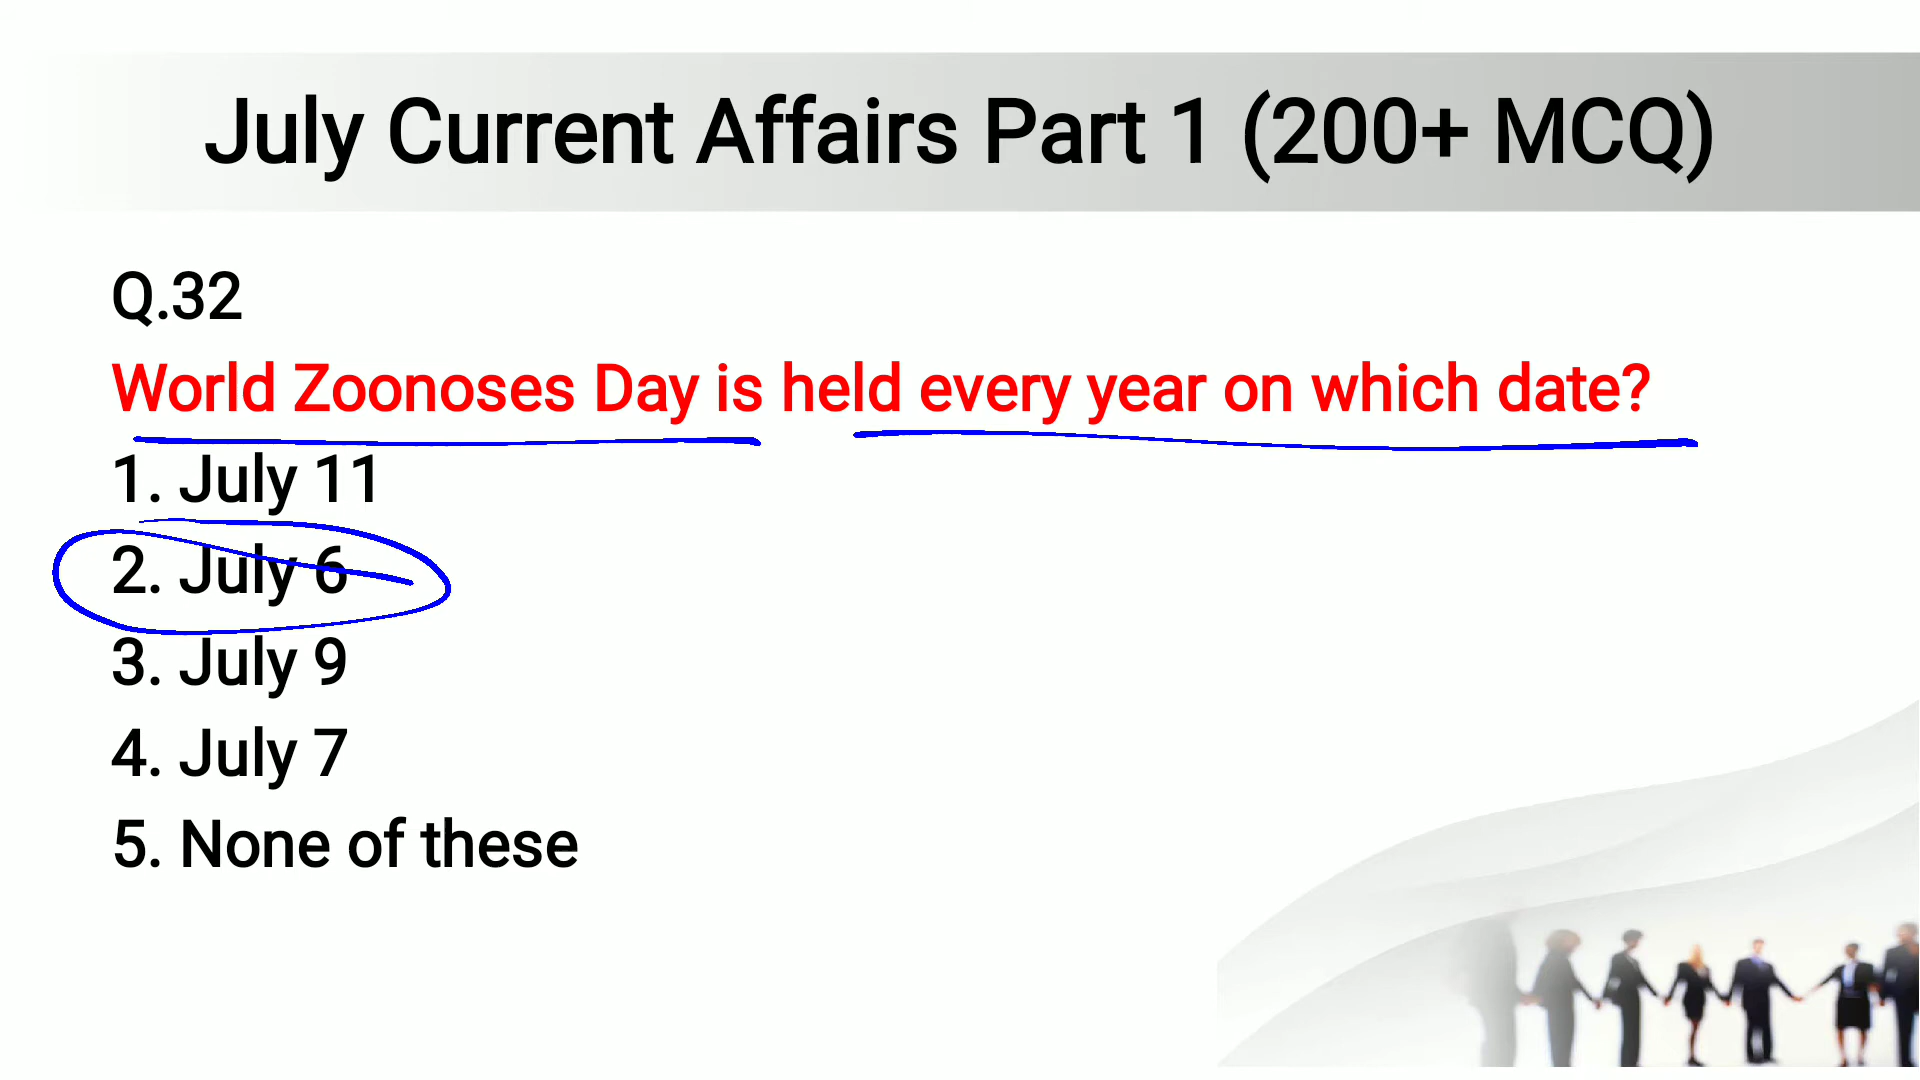 July Current Affairs Part 1 (200+ MCQ)
Q.32
World Zoonoses Day is held every year on which date?
1. July 11
2. July 6
3. July 9
4. July 7
5. None of these